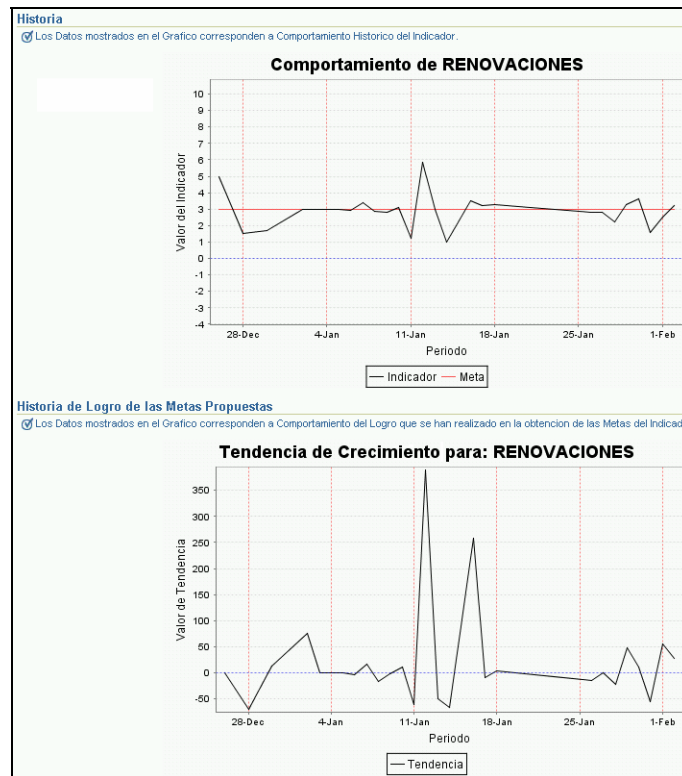 Historia
Los Datos mostrados en el Grafico corresponden a Comportamiento Historico del Indicador.
Comportamiento de RENOVACIONES
Valor del Indicador
10
9
8
7
6
5
4
3
2
1
0
-1
-2
-3
-4
28-Dec 4-Jan 11-Jan 18-Jan 25-Jan 1-Feb
Periodo
Indicador Meta
Historia de Logro de las Metas Propuestas
Los Datos mostrados en el Grafico corresponden a Comportamiento del Logro que se han realizado en la obtencion de las Metas del Indicad
Tendencia de Crecimiento para: RENOVACIONES
Valor de Tendencia
350
300
250
200
150
100
50
0
-50
28-Dec 4-Jan 11-Jan 18-Jan 25-Jan 1-Feb
Periodo
Tendencia